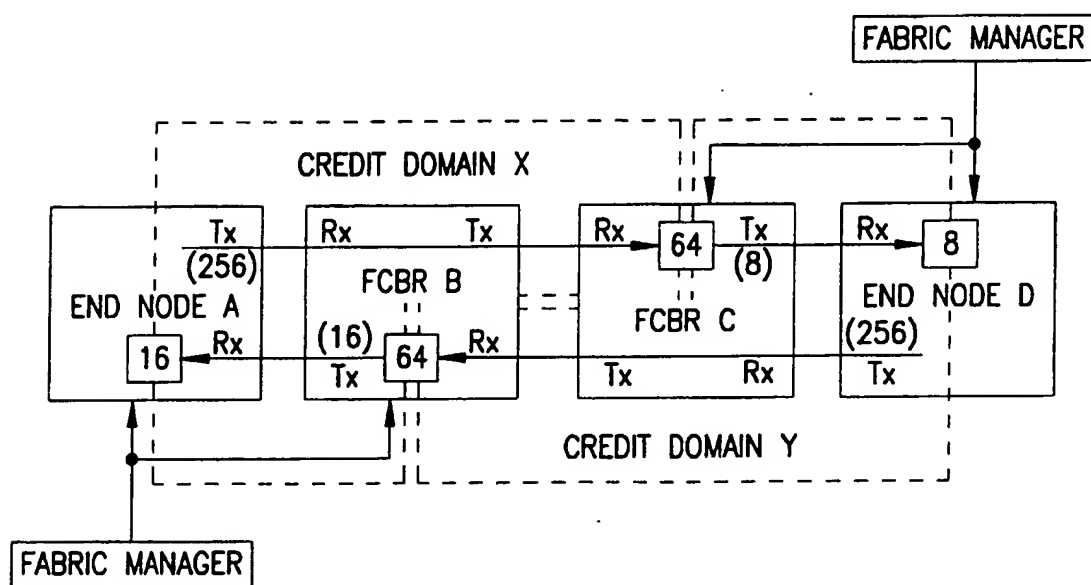 FABRIC MANAGER
CREDIT DOMAIN X
Tx
(256)
END NODE A
16
Rx
Rx
Tx
FCBR B
(16)
Tx
64
Rx
Rx
64
Tx
(8)
FCBR C
Tx
Rx
Rx
8
END NODE D
(256)
Tx
CREDIT DOMAIN Y
FABRIC MANAGER